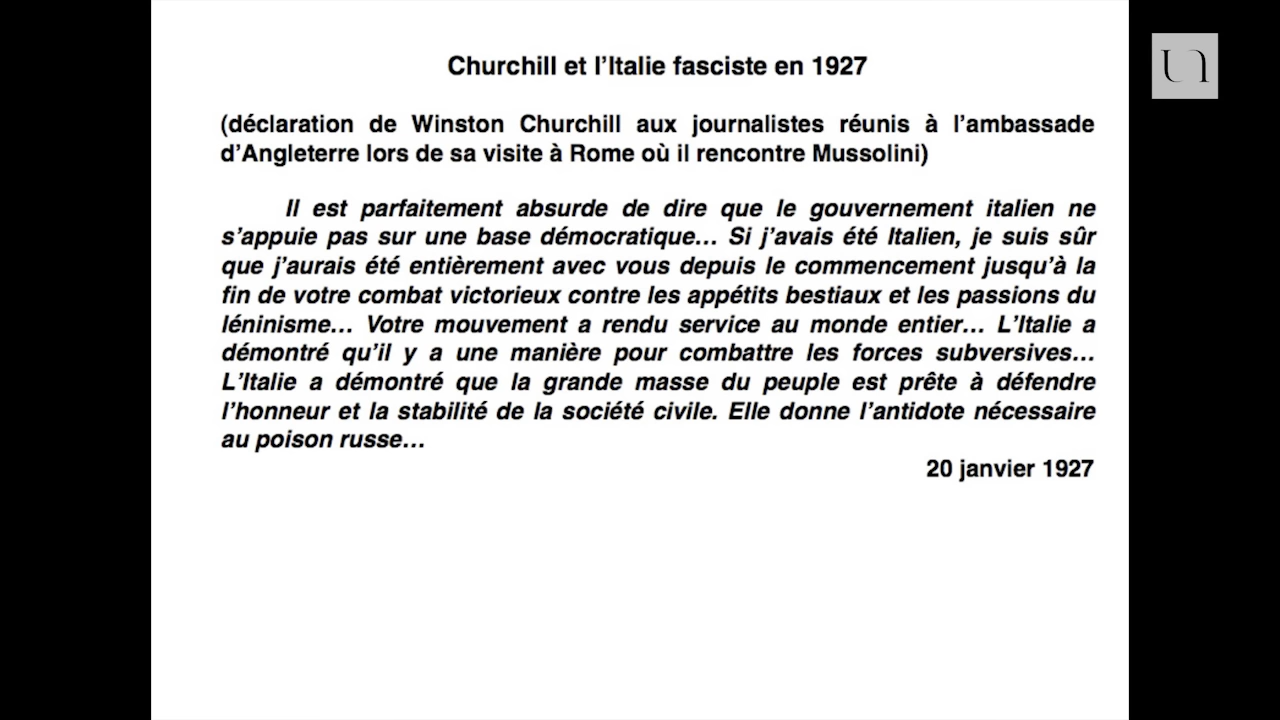 Churchill et l’Italie fasciste en 1927
(déclaration de Winston Churchill aux journalistes réunis à l’ambassade
d’Angleterre lors de sa visite à Rome où il rencontre Mussolini)
Il est parfaitement absurde de dire que le gouvernement italien ne
s’appuie pas sur une base démocratique… Si j’avais été Italien, je suis sûr
que j’aurais été entièrement avec vous depuis le commencement jusqu’à la
fin de votre combat victorieux contre les appétits bestiaux et les passions du
léninisme… Votre mouvement a rendu service au monde entier… L’Italie a
démontré qu’il y a une manière pour combattre les forces subversives…
L’Italie a démontré que la grande masse du peuple est prête à défendre
l’honneur et la stabilité de la société civile. Elle donne l’antidote nécessaire
au poison russe…
20 janvier 1927